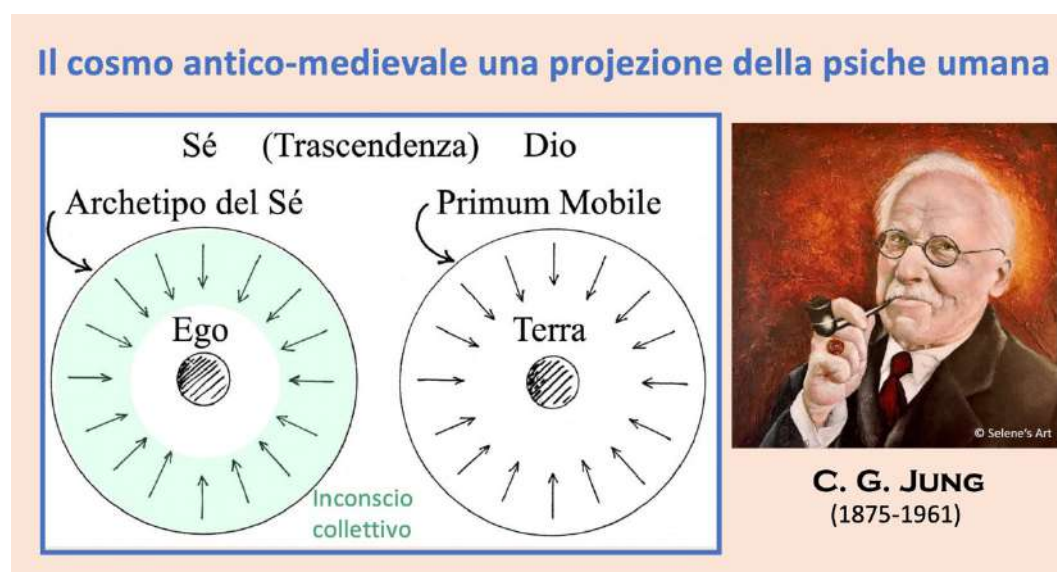 Il cosmo antico-medievale una projezione della psiche umana
Sé (Trascendenza) Dio
Archetipo del Sé
Primum Mobile
Ego
Terra
Inconscio
collettivo
© Selene's Art
C. G. JUNG
(1875-1961)